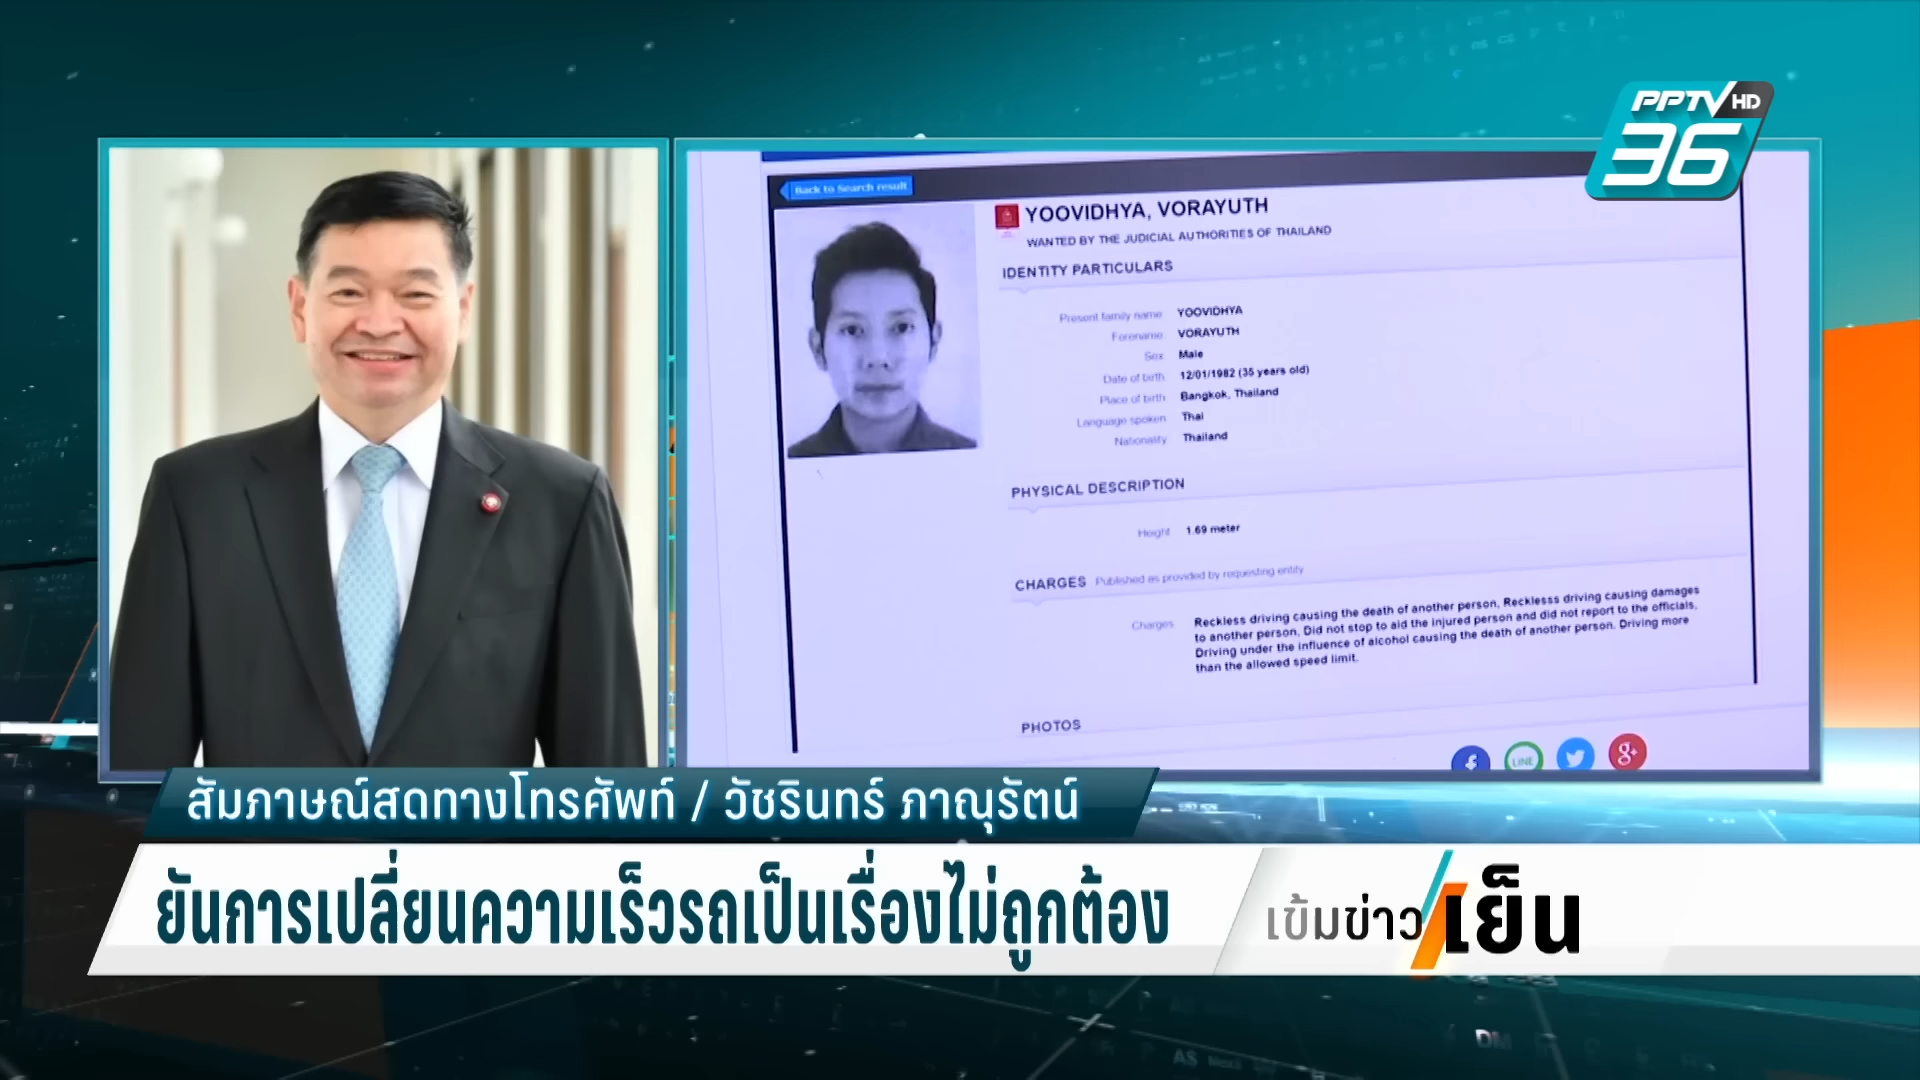 PPTV HD
36
Back to Search result
YOOVIDHYA, VORAYUTH
WANTED BY THE JUDICIAL AUTHORITIES OF THAILAND
IDENTITY PARTICULARS
Present family name YOOVIDHYA
Forename VORAYUTH
Sex Male
Date of birth 12/01/1982 (35 years old)
Place of birth Bangkok, Thailand
Language spoken Thai
Nationality Thailand
PHYSICAL DESCRIPTION
Height 1.69 meter
CHARGES Published as provided by requesting entity
Charges Reckless driving causing the death of another person, Recklesss driving causing damages
to another person, Did not stop to aid the injured person and did not report to the officials,
Driving under the influence of alcohol causing the death of another person. Driving more
than the allowed speed limit.
PHOTOS
LINE
g+
สัมภาษณ์สดทางโทรศัพท์ / วัชรินทร์ ภาณุรัตน์
ยันการเปลี่ยนความเร็วรถเป็นเรื่องไม่ถูกต้อง
เข้มข่าวเย็น